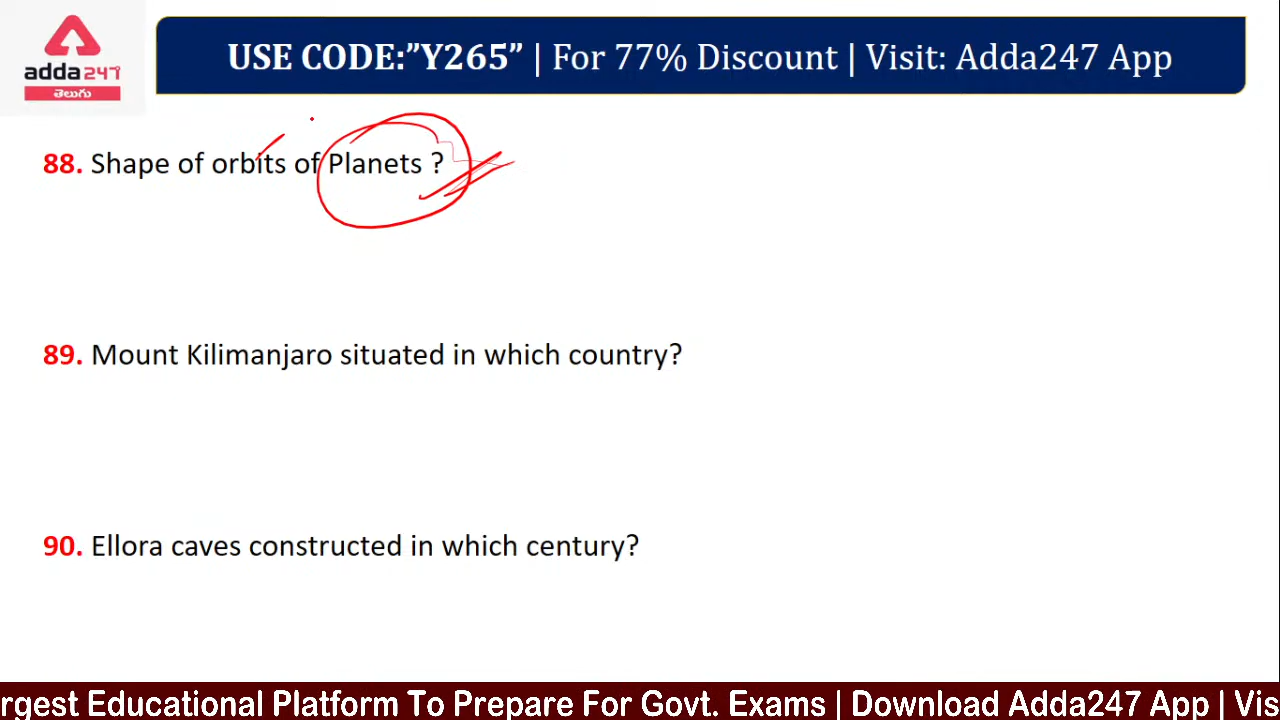 adda247
తెలుగు
USE CODE:”Y265” | For 77% Discount | Visit: Adda247 App
88. Shape of orbits of Planets ?
89. Mount Kilimanjaro situated in which country?
90. Ellora caves constructed in which century?
rgest Educational Platform To Prepare For Govt. Exams | Download Adda247 App | Vis